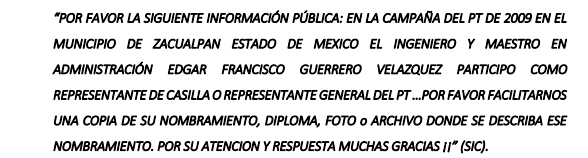 “POR FAVOR LA SIGUIENTE INFORMACIÓN PÚBLICA: EN LA CAMPAÑA DEL PT DE 2009 EN EL
MUNICIPIO DE ZACUALPAN ESTADO DE MEXICO EL INGENIERO Y MAESTRO EN
ADMINISTRACIÓN EDGAR FRANCISCO GUERRERO VELAZQUEZ PARTICIPO COMO
REPRESENTANTE DE CASILLA O REPRESENTANTE GENERAL DEL PT ...POR FAVOR FACILITARNOS
UNA COPIA DE SU NOMBRAMIENTO, DIPLOMA, FOTO o ARCHIVO DONDE SE DESCRIBA ESE
NOMBRAMIENTO. POR SU ATENCION Y RESPUESTA MUCHAS GRACIAS ¡¡” (SIC).